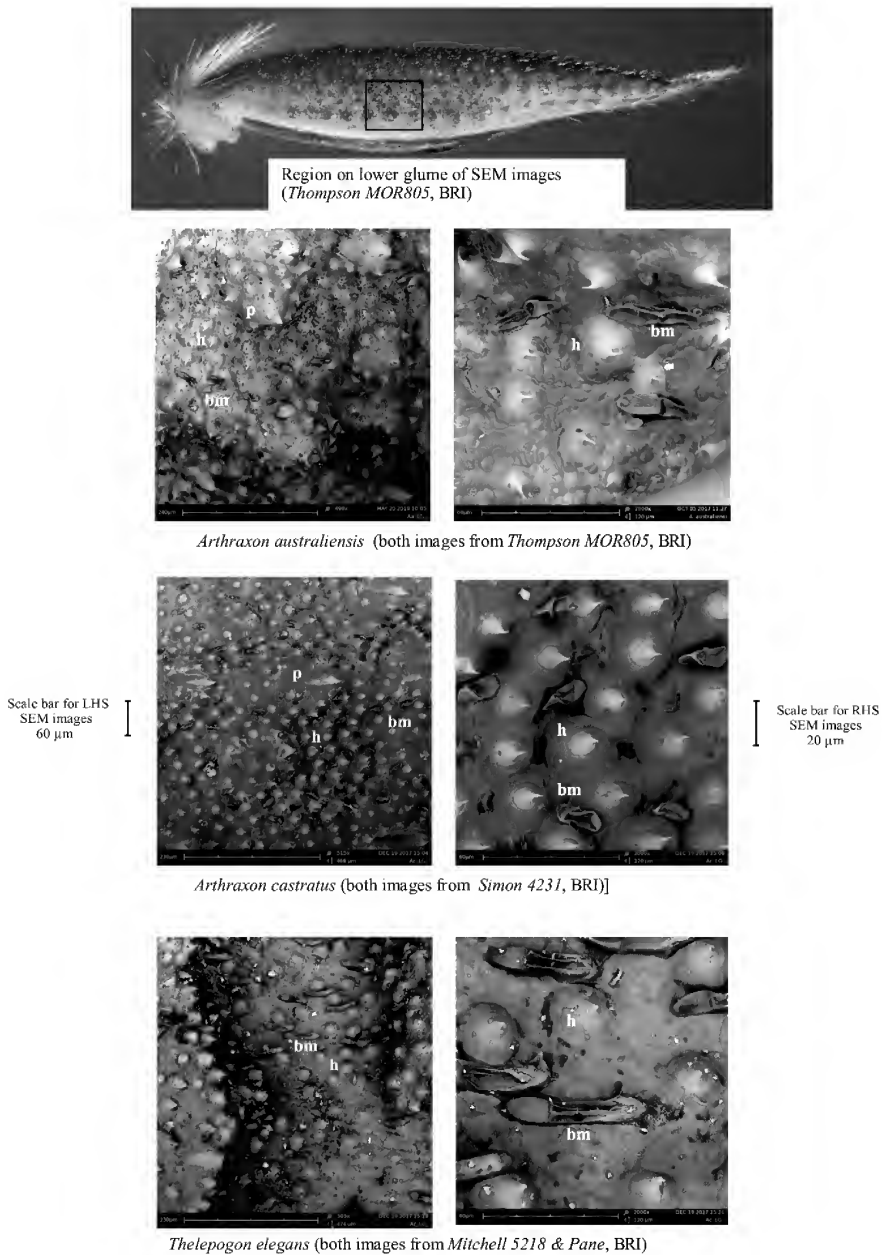 Region on lower glume of SEM images
(Thompson MOR805, BRI)
p
h
bm
h
bm
Arthraxon australiensis (both images from Thompson MOR805, BRI)
Scale bar for LHS
SEM images
60 µm
p
h
bm
h
bm
Scale bar for RHS
SEM images
20 µm
Arthraxon castratus (both images from Simon 4231, BRI)]
bm
h
h
bm
Thelepogon elegans (both images from Mitchell 5218 & Pane, BRI)